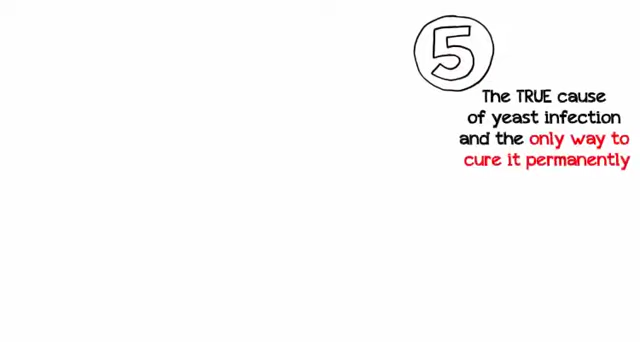 5
The TRUE cause
of yeast infection
and the only way to
cure it permanently